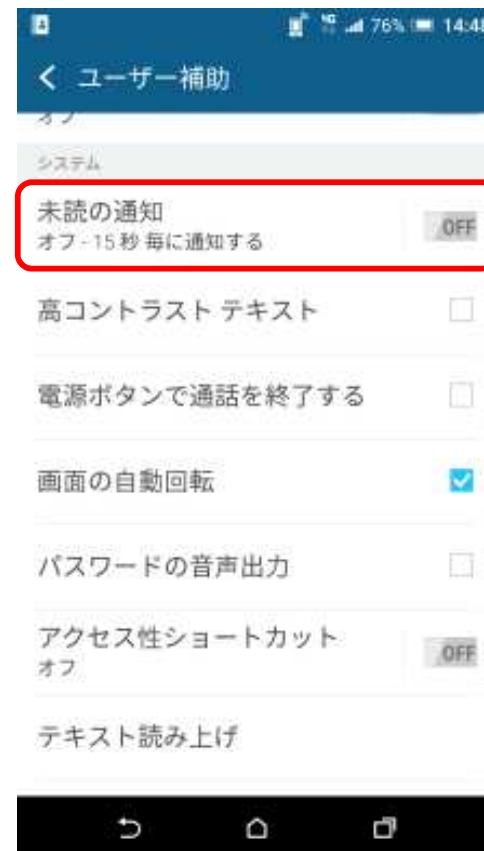 4G 76% 14:48
ユーザー補助
オフ
システム
未読の通知
オフ - 15 秒 毎に通知する
OFF
高コントラスト テキスト
電源ボタンで通話を終了する
画面の自動回転
パスワードの音声出力
アクセス性ショートカット
オフ
OFF
テキスト読み上げ